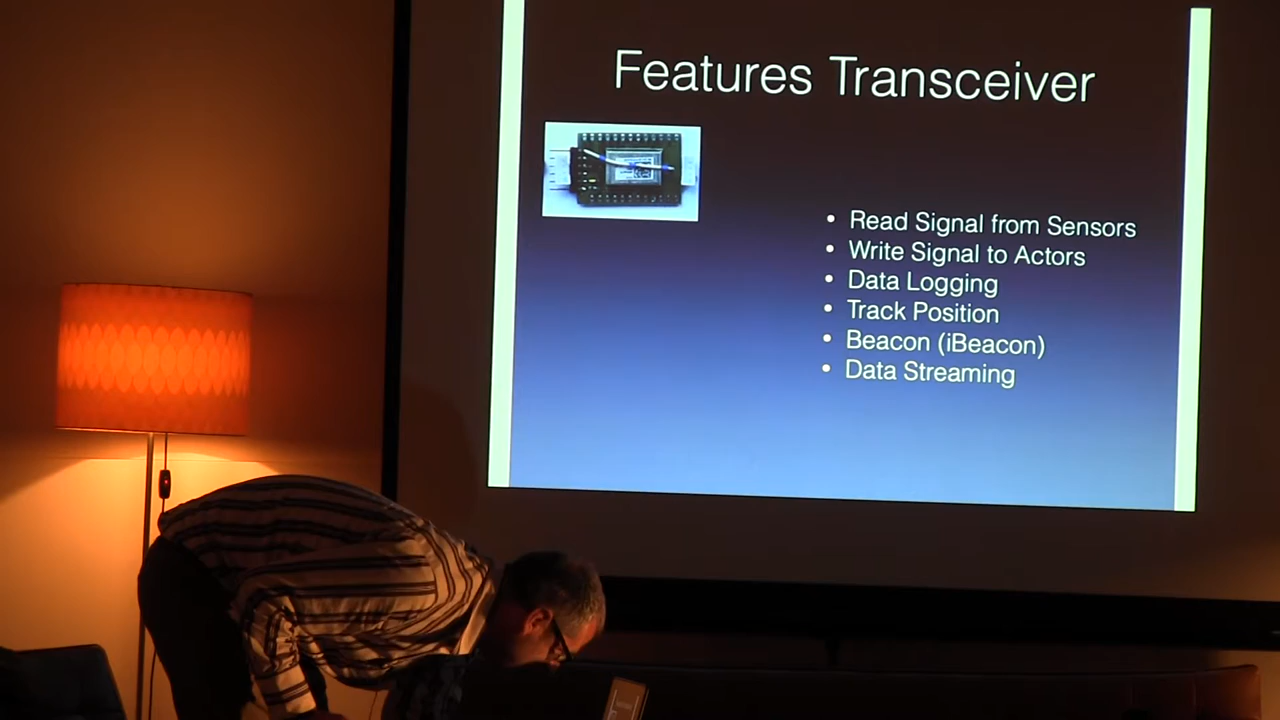 Features Transceiver
• Read Signal from Sensors
• Write Signal to Actors
• Data Logging
• Track Position
• Beacon (iBeacon)
• Data Streaming